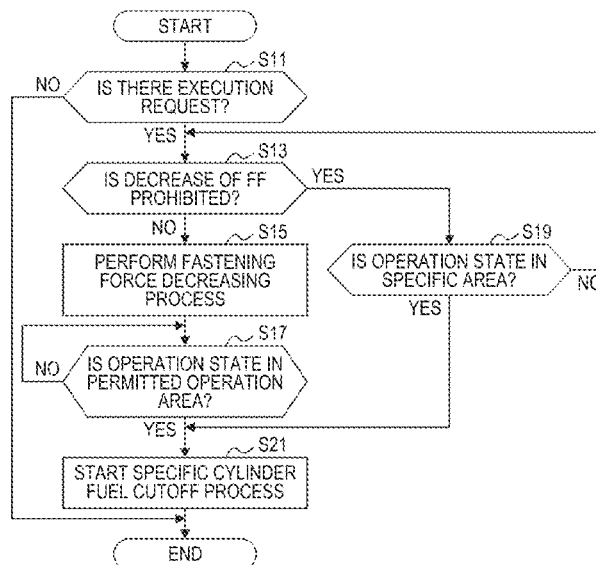 START
S11
NO
IS THERE EXECUTION
REQUEST?
YES
S13
IS DECREASE OF FF
PROHIBITED?
YES
NO
S15
PERFORM FASTENING
FORCE DECREASING
PROCESS
S19
IS OPERATION STATE IN
SPECIFIC AREA?
NO
YES
S17
NO
IS OPERATION STATE IN
PERMITTED OPERATION
AREA?
YES
S21
START SPECIFIC CYLINDER
FUEL CUTOFF PROCESS
END